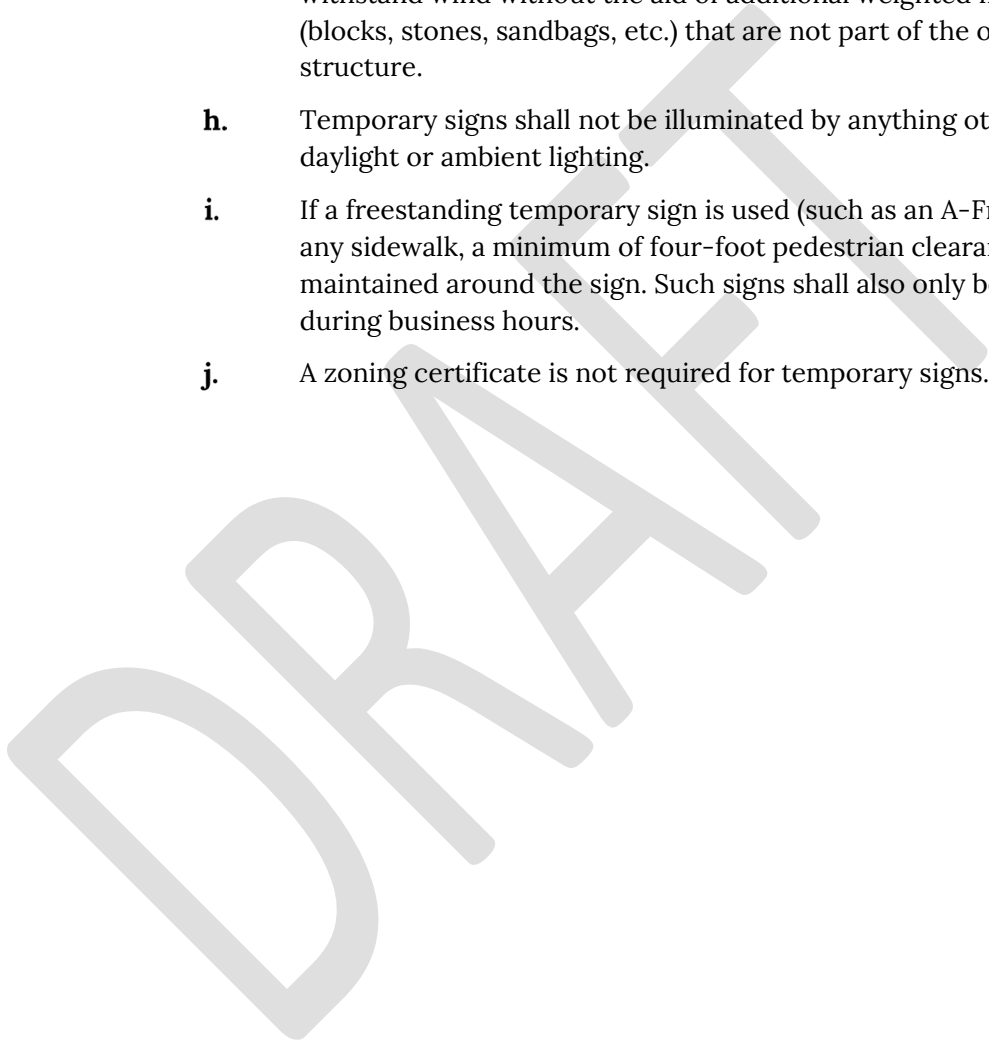 withstand wind without the aid of additional weighted
(blocks, stones, sandbags, etc.) that are not part of the
structure.
h. Temporary signs shall not be illuminated by anything
daylight or ambient lighting.
i. If a freestanding temporary sign is used (such as an
any sidewalk, a minimum of four-foot pedestrian
maintained around the sign. Such signs shall also only
during business hours.
j. A zoning certificate is not required for temporary signs.
DRAFT